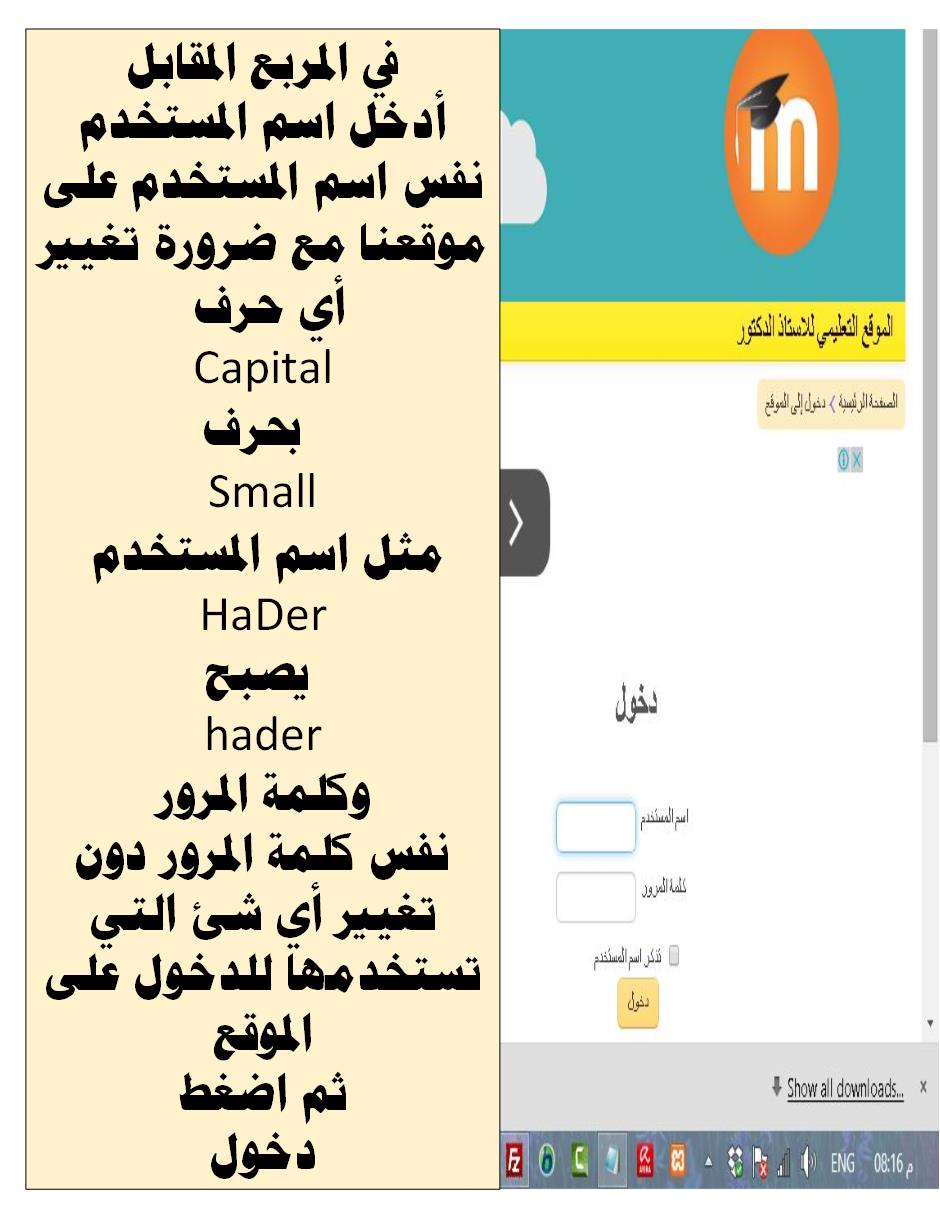 في المربع المقابل
أدخل اسم المستخدم
نفس اسم المستخدم على
موقعنا مع ضرورة تغيير
أي حرف
Capital
بحرف
Small
مثل اسم المستخدم
HaDer
يصبح
hader
وكلمة المرور
نفس كلمة المرور دون
تغيير أي شئ التي
تستخدمها للدخول على
الموقع
ثم اضغط
دخول
m
الموقع التعليمي للاستاذ الدكتور
الصفحة الرئيسية > دخول إلى الموقع
دخول
اسم المستخدم
كلمة المرور
تذكر اسم المستخدم
دخول
Show all downloads...
ENG 08:16 م